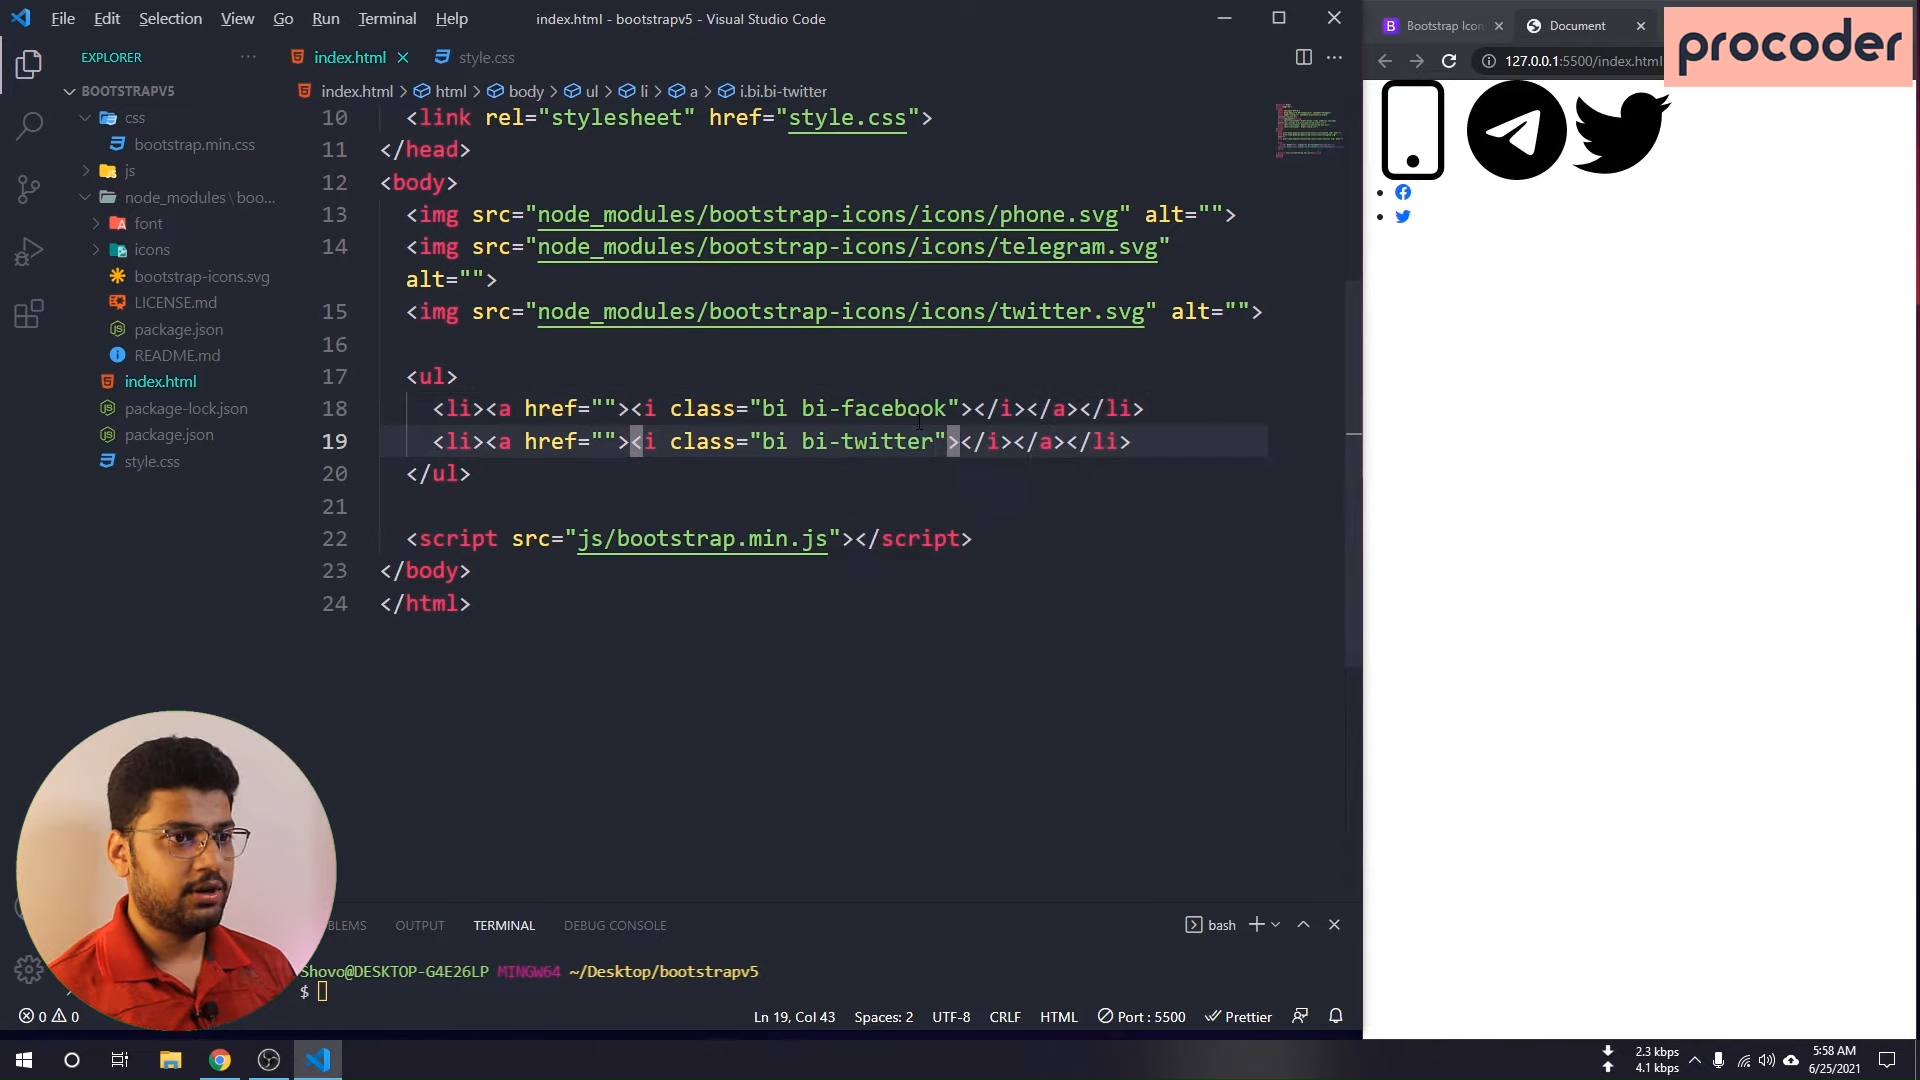 File Edit Selection View Go Run Terminal Help
index.html - bootstrapv5 - Visual Studio Code
Bootstrap Icon
Document
procoder
127.0.0.1:5500/index.html
EXPLORER
BOOTSTRAPV5
css
bootstrap.min.css
js
node_modules \ boo...
font
icons
bootstrap-icons.svg
LICENSE.md
package.json
README.md
index.html
package-lock.json
package.json
style.css
index.html
style.css
index.html > html > body > ul > li > a > i.bi.bi-twitter
10 <link rel="stylesheet" href="style.css">
11 </head>
12 <body>
13 <img src="node_modules/bootstrap-icons/icons/phone.svg" alt="">
14 <img src="node_modules/bootstrap-icons/icons/telegram.svg"
alt="">
15 <img src="node_modules/bootstrap-icons/icons/twitter.svg" alt="">
16
17 <ul>
18 <li><a href=""><i class="bi bi-facebook"></i></a></li>
19 <li><a href=""><i class="bi bi-twitter"></i></a></li>
20 </ul>
21
22 <script src="js/bootstrap.min.js"></script>
23 </body>
24 </html>
BLEMS OUTPUT TERMINAL DEBUG CONSOLE
bash
Shovo@DESKTOP-G4E26LP MINGW64 ~/Desktop/bootstrapv5
$
0 0
Ln 19, Col 43 Spaces: 2 UTF-8 CRLF HTML Port : 5500 Prettier
2.3 kbps
4.1 kbps
5:58 AM
6/25/2021